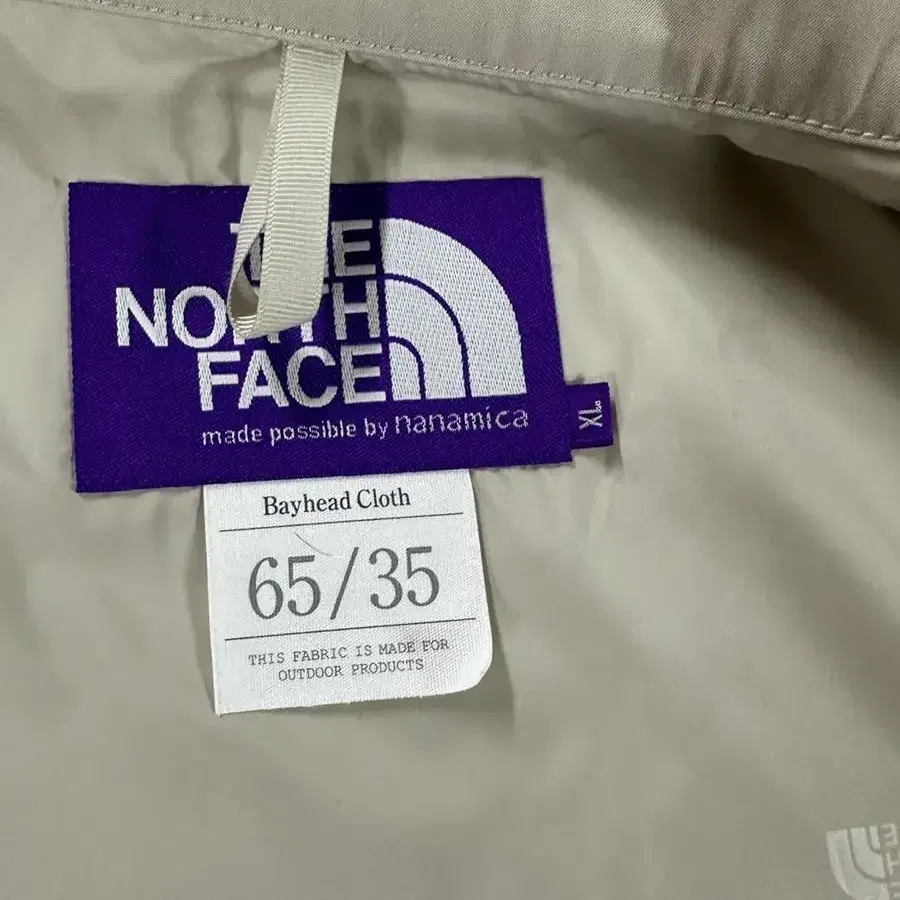 THE
NORTH
FACE
made possible by nanamica
XL
Bayhead Cloth
65/35
THIS FABRIC IS MADE FOR
OUTDOOR PRODUCTS